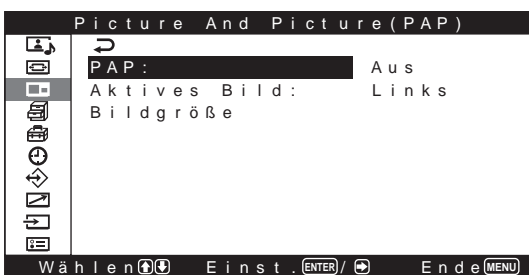 Picture And Picture(PAP)
PAP: Aus
Aktives Bild: Links
Bildgröße
Wählen Einst. ENTER / Ende MENU